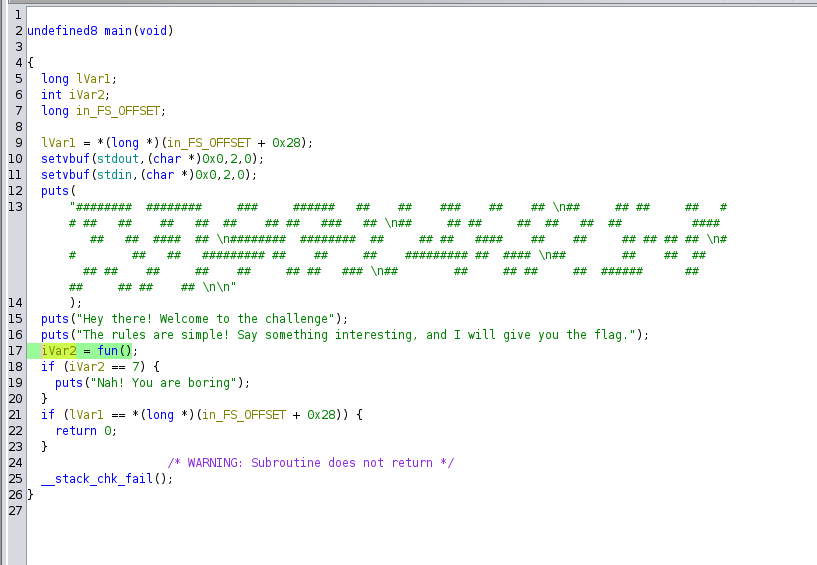 1
2 undefined8 main(void)
3
4 {
5 long lVar1;
6 int iVar2;
7 long in_FS_OFFSET;
8
9 lVar1 = *(long *)(in_FS_OFFSET + 0x28);
10 setvbuf(stdout,(char *)0x0,2,0);
11 setvbuf(stdin,(char *)0x0,2,0);
12 puts(
13 "######## ######## ### ###### ## ## ### ## ## \n## ## ## ## #
# ## ## ## ## ## ## ## ### ## \n## ## ## ## ## ## ## ####
## ## #### ## \n######## ######## ## ## ## #### ## ## ## ## ## ## \n#
# ## ## ######### ## ## ## ######### ## #### \n## ## ## ##
## ## ## ## ## ## ## ### \n## ## ## ## ## ###### ##
## ## ## ## \n\n"
14 );
15 puts("Hey there! Welcome to the challenge");
16 puts("The rules are simple! Say something interesting, and I will give you the flag.");
17 iVar2 = fun();
18 if (iVar2 == 7) {
19 puts("Nah! You are boring");
20 }
21 if (lVar1 == *(long *)(in_FS_OFFSET + 0x28)) {
22 return 0;
23 }
24 /* WARNING: Subroutine does not return */
25 __stack_chk_fail();
26 }
27